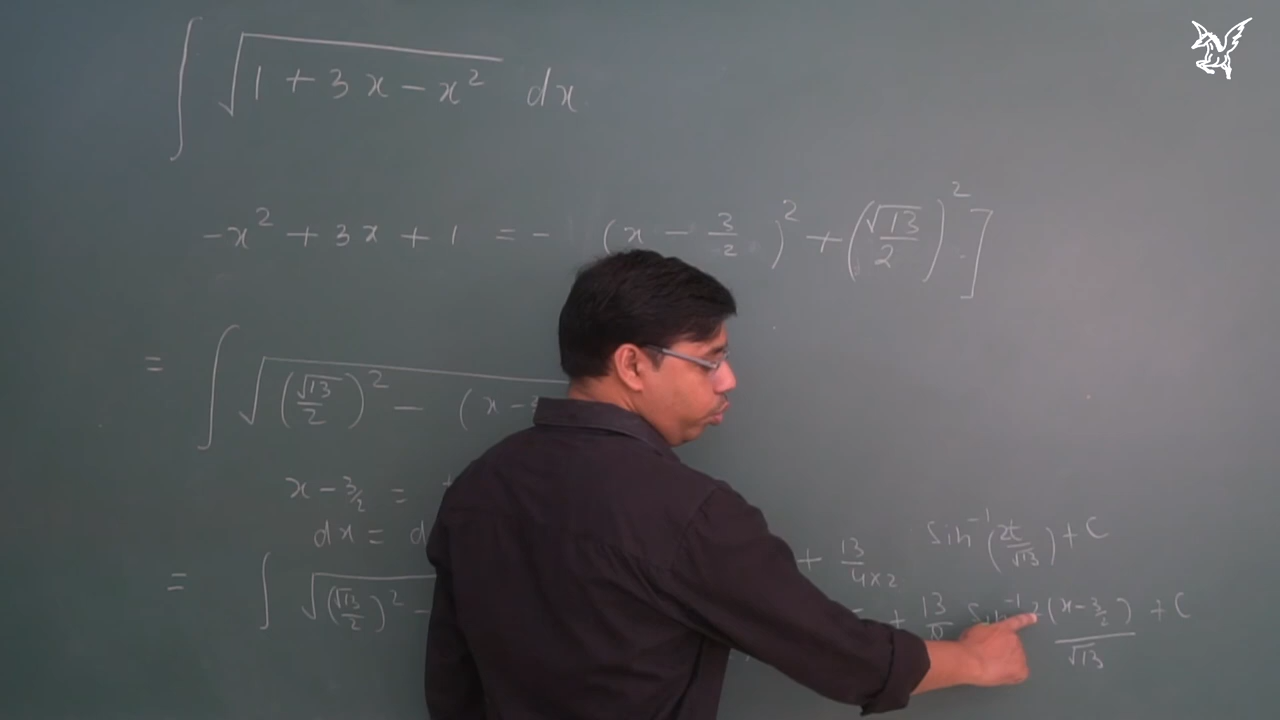 ∫ √(1 + 3x − x²) dx
−x² + 3x + 1 = − (x − 3/2)² + (√13/2)² ]
= ∫ √((√13/2)² − (x −
x − 3/2 =
dx = d
= ∫ √((√13/2)² −
+ 13/(4×2) Sin⁻¹(2t/√13) + C
+ 13/8 Sin⁻¹ 2(x − 3/2)/√13 + C